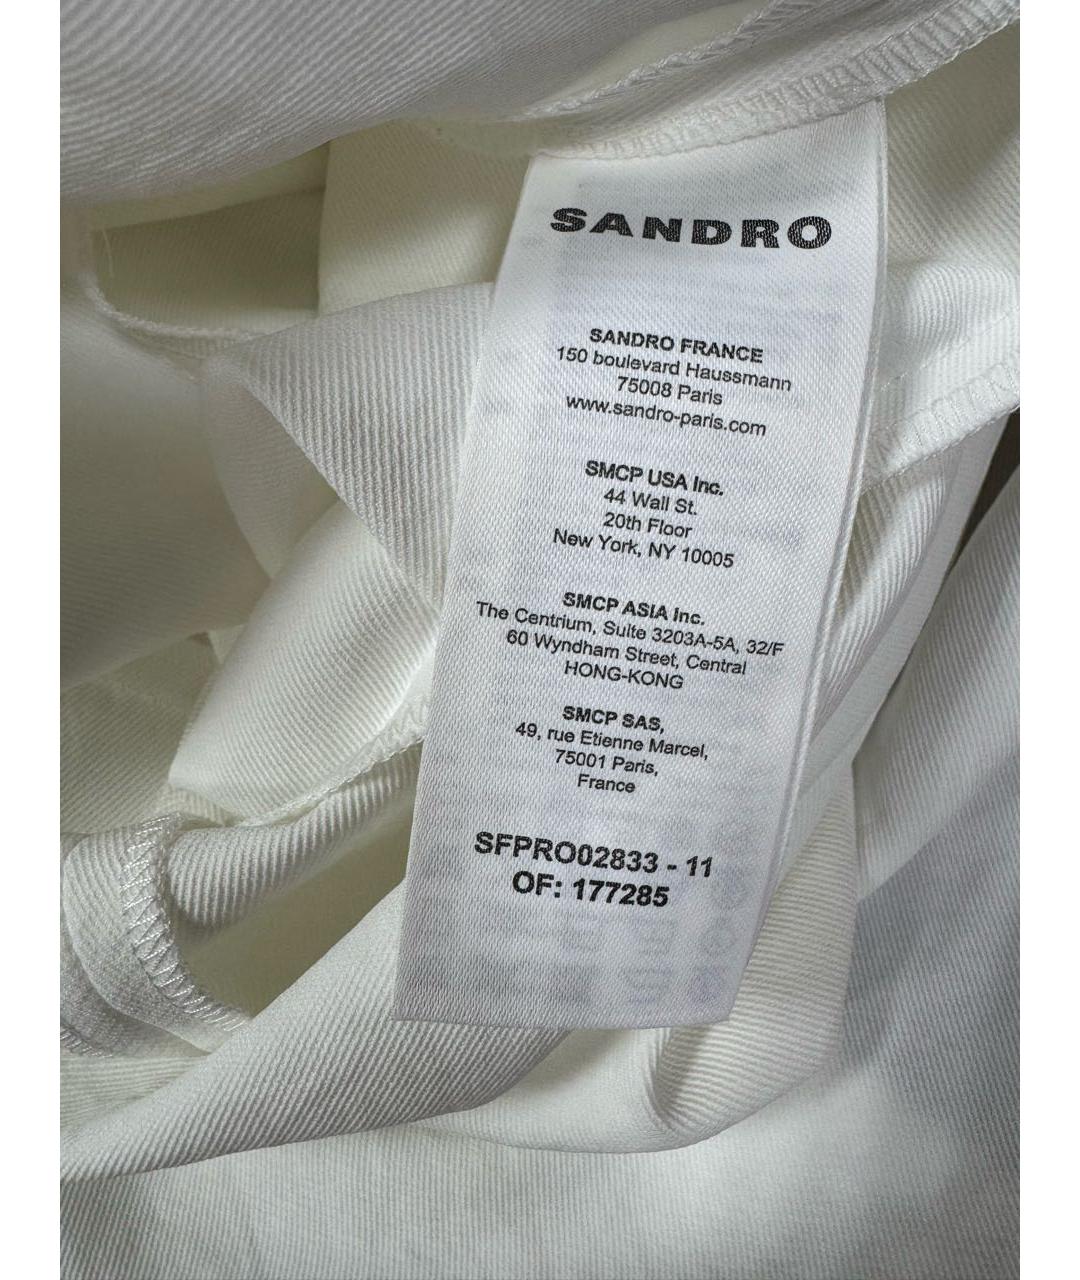 SANDRO
SANDRO FRANCE
150 boulevard Haussmann
75008 Paris
www.sandro-paris.com
SMCP USA Inc.
44 Wall St.
20th Floor
New York, NY 10005
SMCP ASIA Inc.
The Centrium, Suite 3203A-5A, 32/F
60 Wyndham Street, Central
HONG-KONG
SMCP SAS,
49, rue Etienne Marcel,
75001 Paris,
France
SFPRO02833 - 11
OF: 177285